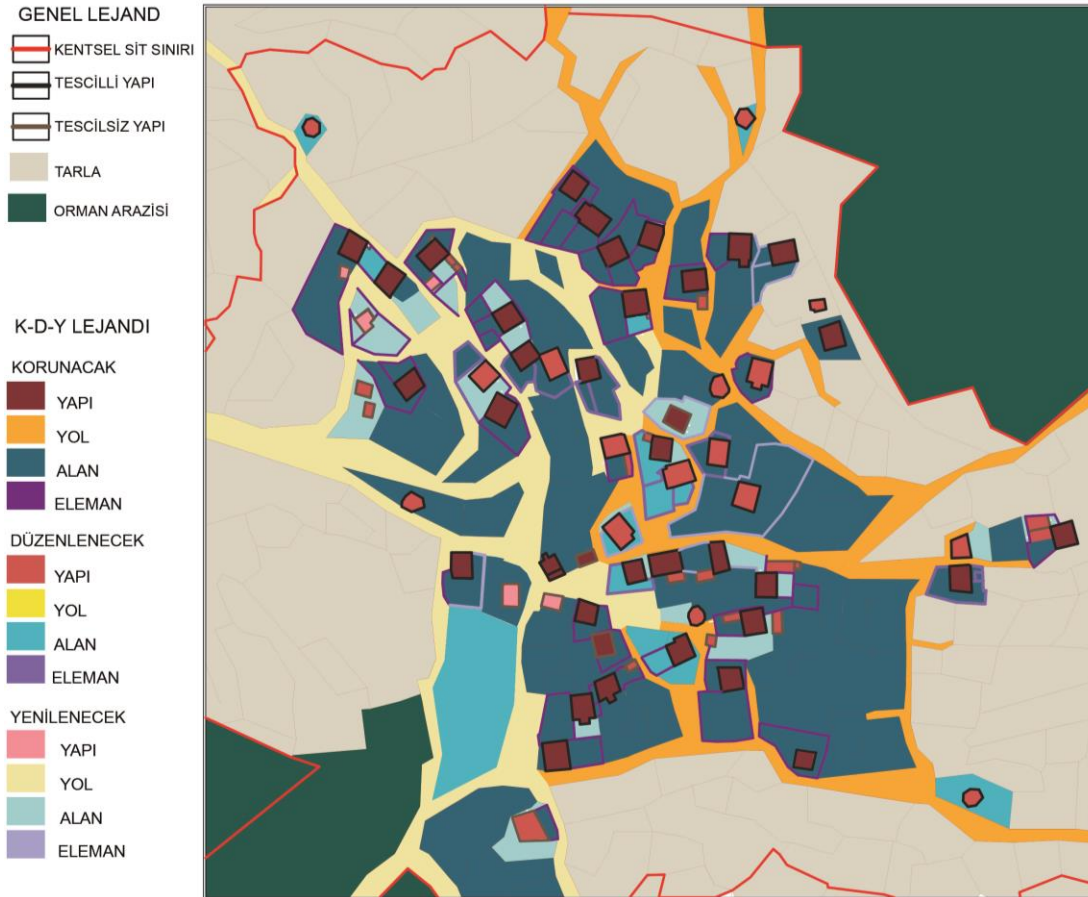 GENEL LEJAND
KENTSEL SİT SINIRI
TESCİLLİ YAPI
TESCİLSİZ YAPI
TARLA
ORMAN ARAZİSİ
K-D-Y LEJANDI
KORUNACAK
YAPI
YOL
ALAN
ELEMAN
DÜZENLENECEK
YAPI
YOL
ALAN
ELEMAN
YENİLENECEK
YAPI
YOL
ALAN
ELEMAN